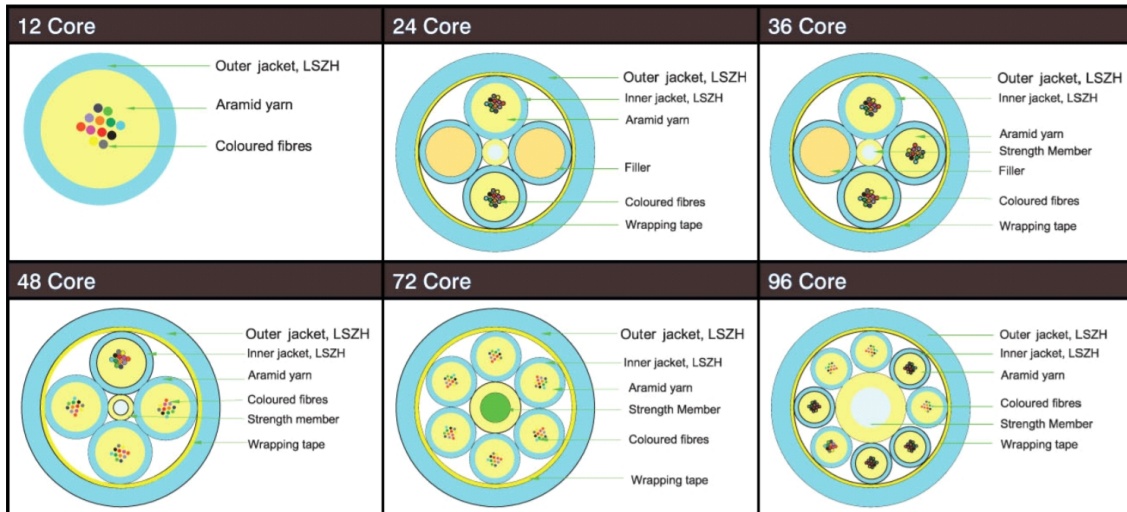 12 Core
Outer jacket, LSZH
Aramid yarn
Coloured fibres
24 Core
Outer jacket, LSZH
Inner jacket, LSZH
Aramid yarn
Filler
Coloured fibres
Wrapping tape
36 Core
Outer jacket, LSZH
Inner jacket, LSZH
Aramid yarn
Strength Member
Filler
Coloured fibres
Wrapping tape
48 Core
Outer jacket, LSZH
Inner jacket, LSZH
Aramid yarn
Coloured fibres
Strength member
Wrapping tape
72 Core
Outer jacket, LSZH
Inner jacket, LSZH
Aramid yarn
Strength Member
Coloured fibres
Wrapping tape
96 Core
Outer jacket, LSZH
Inner jacket, LSZH
Aramid yarn
Coloured fibres
Strength Member
Wrapping tape